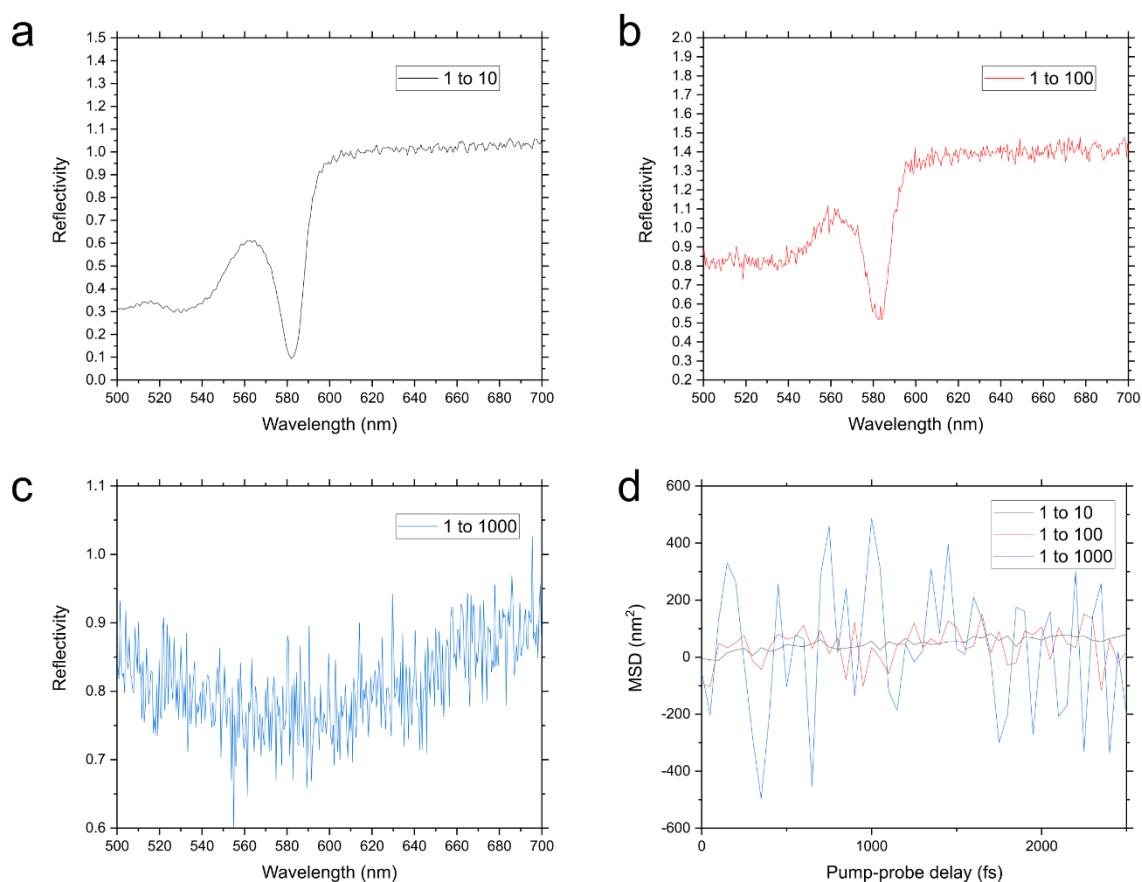 a
1.5
1.4
1.3
1.2
1.1
1.0
0.9
0.8
0.7
0.6
0.5
0.4
0.3
0.2
0.1
0.0
Reflectivity
1 to 10
500 520 540 560 580 600 620 640 660 680 700
Wavelength (nm)
b
2.0
1.9
1.8
1.7
1.6
1.5
1.4
1.3
1.2
1.1
1.0
0.9
0.8
0.7
0.6
0.5
0.4
0.3
0.2
Reflectivity
1 to 100
500 520 540 560 580 600 620 640 660 680 700
Wavelength (nm)
c
1.1
1.0
0.9
0.8
0.7
0.6
Reflectivity
1 to 1000
500 520 540 560 580 600 620 640 660 680 700
Wavelength (nm)
d
600
400
200
0
-200
-400
-600
MSD (nm²)
1 to 10
1 to 100
1 to 1000
0 1000 2000
Pump-probe delay (fs)